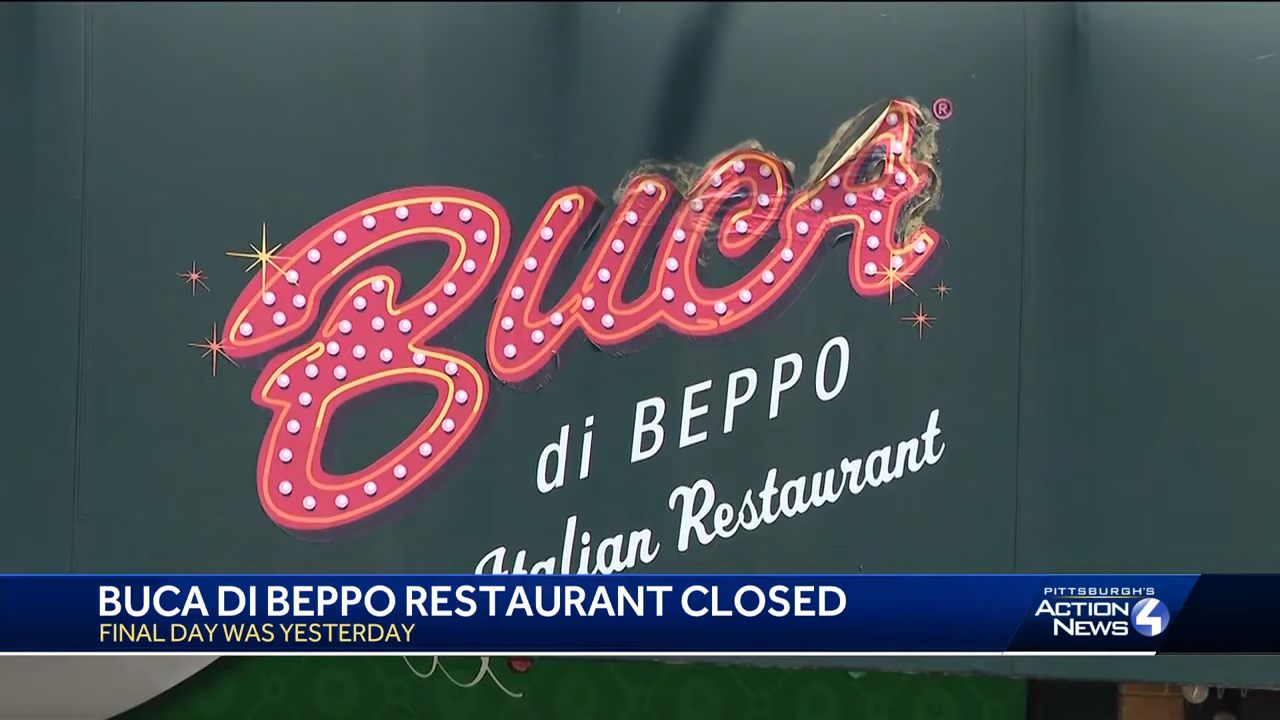 BUCA ®
di BEPPO
Italian Restaurant
BUCA DI BEPPO RESTAURANT CLOSED
FINAL DAY WAS YESTERDAY
PITTSBURGH'S
ACTION
NEWS 4